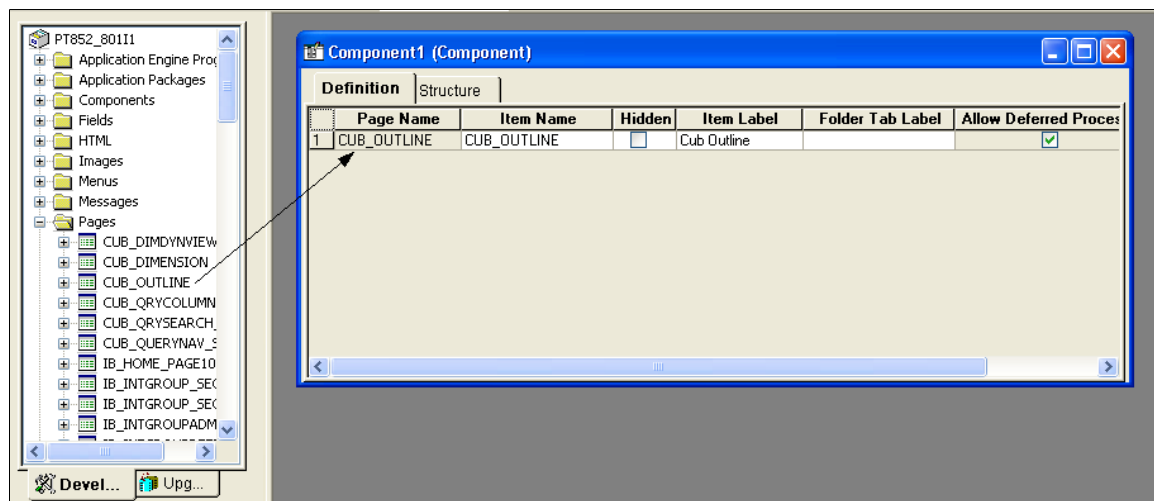 PT852_801I1
Application Engine Prog
Application Packages
Components
Fields
HTML
Images
Menus
Messages
Pages
CUB_DIMDYNVIEW
CUB_DIMENSION
CUB_OUTLINE
CUB_QRYCOLUMN
CUB_QRYSEARCH_
CUB_QUERYNAV_S
IB_HOME_PAGE10
IB_INTGROUP_SEC
IB_INTGROUP_SEC
IB_INTGROUPADM
Devel... Upg...
Component1 (Component)
Definition Structure
Page Name Item Name Hidden Item Label Folder Tab Label Allow Deferred Proces
1 CUB_OUTLINE CUB_OUTLINE Cub Outline